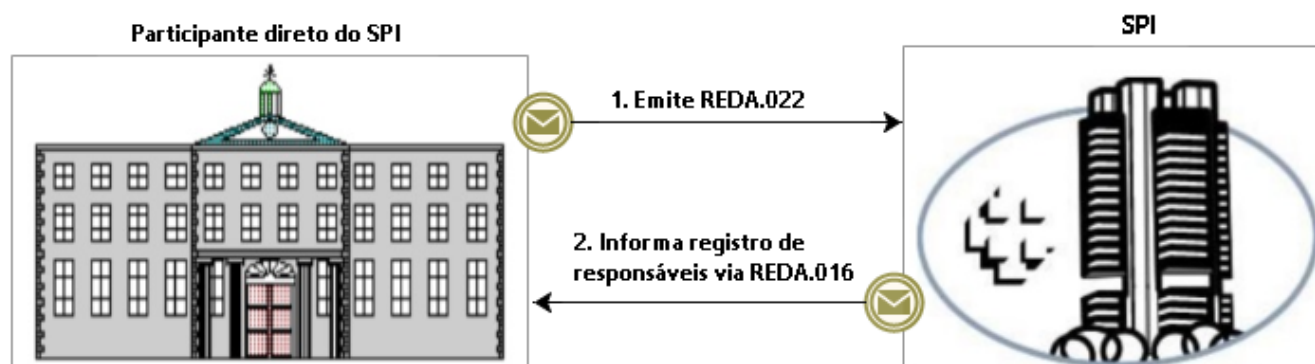 Participante direto do SPI
SPI
1. Emite REDA.022
2. Informa registro de
responsáveis via REDA.016